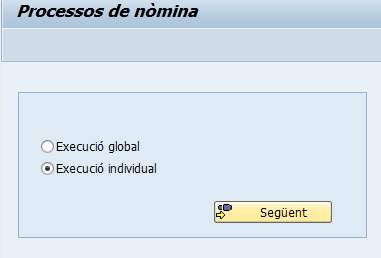 Processos de nòmina
Execució global
Execució individual
Següent